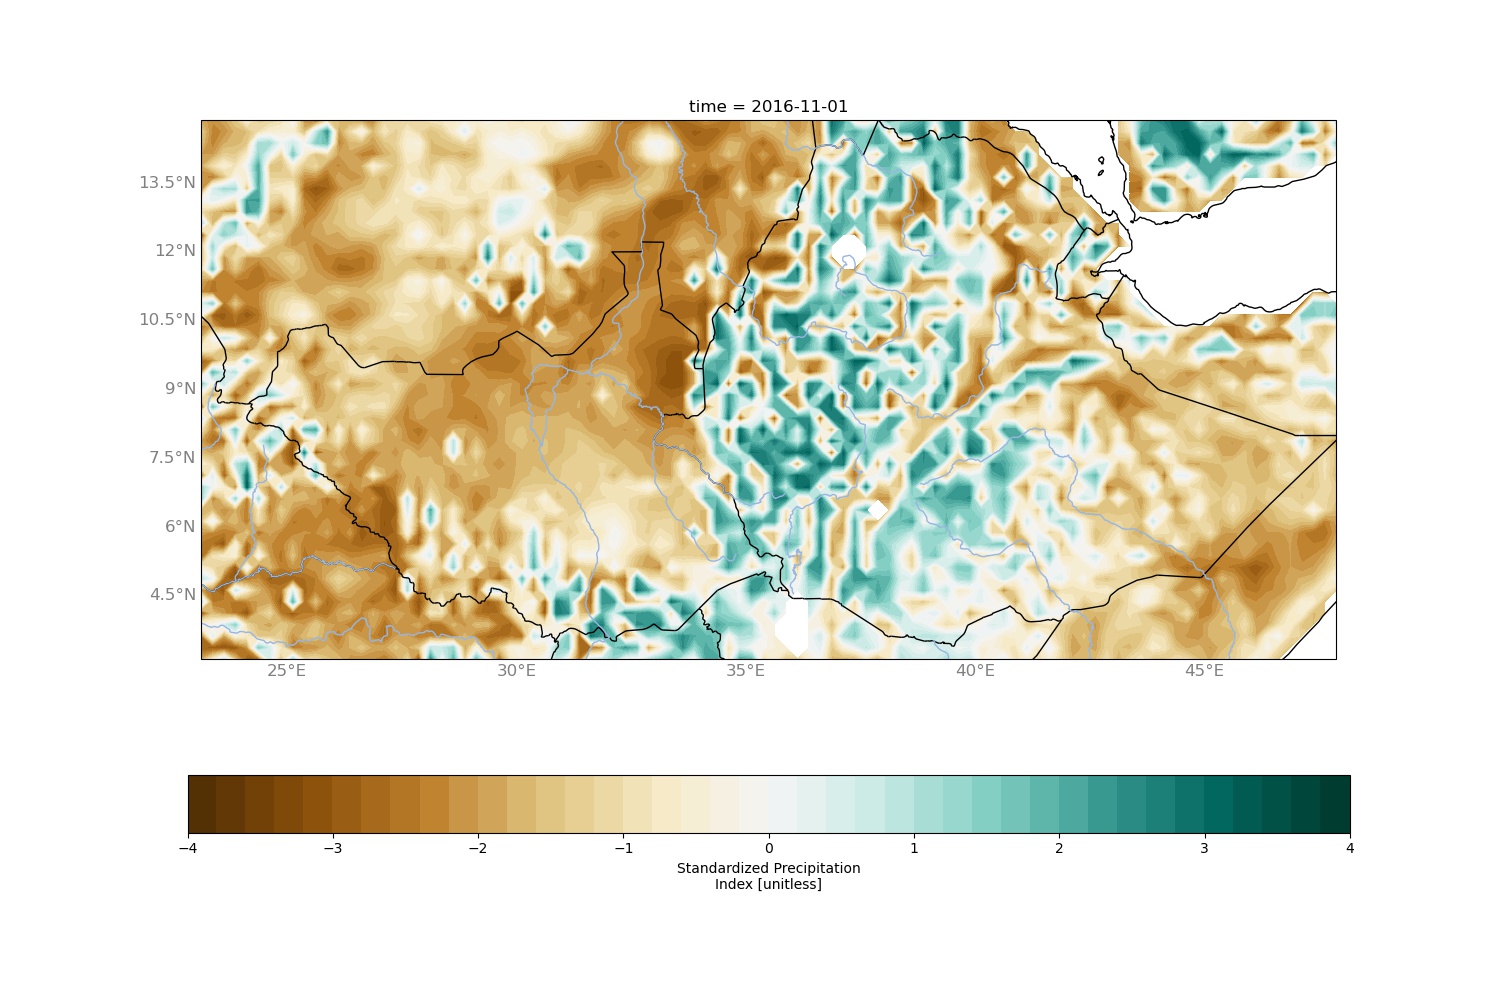 time = 2016-11-01
13.5°N
12°N
10.5°N
9°N
7.5°N
6°N
4.5°N
25°E 30°E 35°E 40°E 45°E
−4 −3 −2 −1 0 1 2 3 4
Standardized Precipitation
Index [unitless]